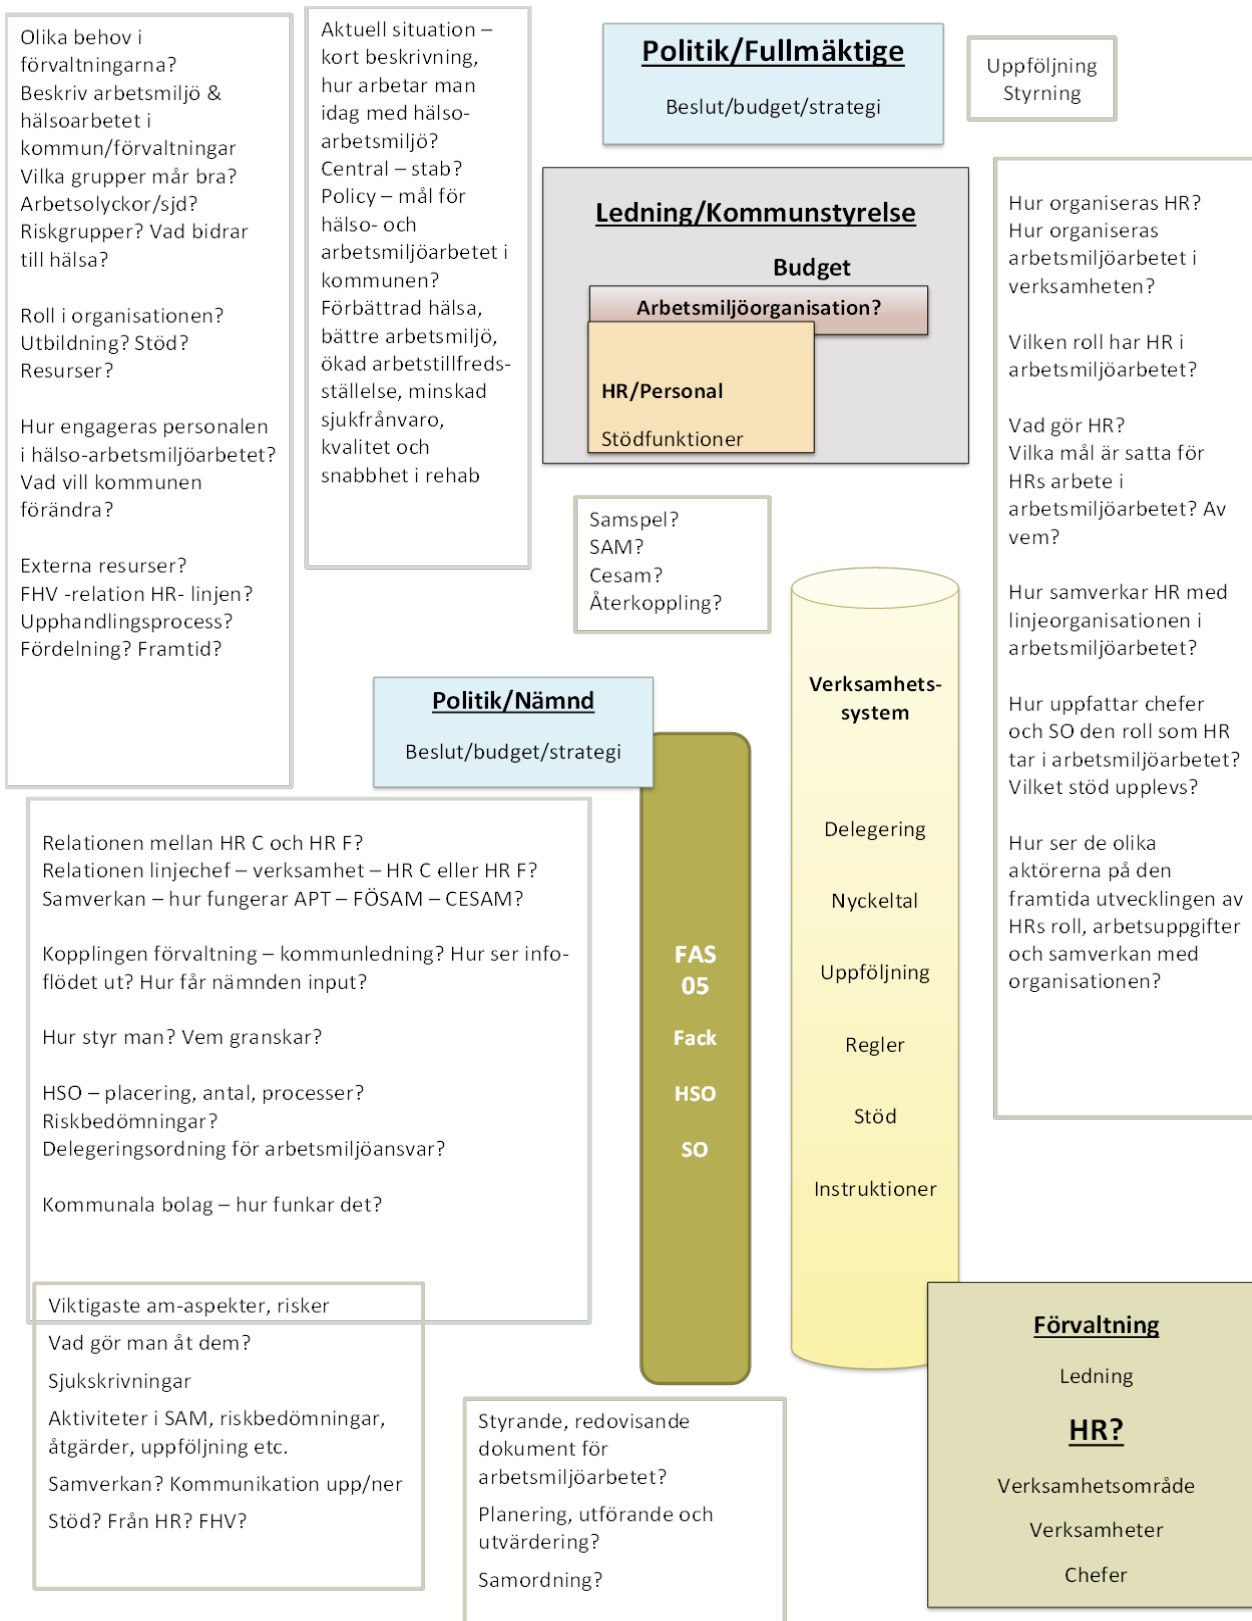 Olika behov i
förvaltningarna?
Beskriv arbetsmiljö &
hälsoarbetet i
kommun/förvaltningar
Vilka grupper mår bra?
Arbetsolyckor/sjd?
Riskgrupper? Vad bidrar
till hälsa?
Roll i organisationen?
Utbildning? Stöd?
Resurser?
Hur engageras personalen
i hälso-arbetsmiljöarbetet?
Vad vill kommunen
förändra?
Externa resurser?
FHV -relation HR- linjen?
Upphandlingsprocess?
Fördelning? Framtid?
Aktuell situation –
kort beskrivning,
hur arbetar man
idag med hälso-
arbetsmiljö?
Central – stab?
Policy – mål för
hälso- och
arbetsmiljöarbetet i
kommunen?
Förbättrad hälsa,
bättre arbetsmiljö,
ökad arbetstillfreds-
ställelse, minskad
sjukfrånvaro,
kvalitet och
snabbhet i rehab
Politik/Fullmäktige
Beslut/budget/strategi
Uppföljning
Styrning
Ledning/Kommunstyrelse
Budget
Arbetsmiljöorganisation?
HR/Personal
Stödfunktioner
Samspel?
SAM?
Cesam?
Återkoppling?
Hur organiseras HR?
Hur organiseras
arbetsmiljöarbetet i
verksamheten?
Vilken roll har HR i
arbetsmiljöarbetet?
Vad gör HR?
Vilka mål är satta för
HRs arbete i
arbetsmiljöarbetet? Av
vem?
Hur samverkar HR med
linjeorganisationen i
arbetsmiljöarbetet?
Hur uppfattar chefer
och SO den roll som HR
tar i arbetsmiljöarbetet?
Vilket stöd upplevs?
Hur ser de olika
aktörerna på den
framtida utvecklingen av
HRs roll, arbetsuppgifter
och samverkan med
organisationen?
Politik/Nämnd
Beslut/budget/strategi
Verksamhets-
system
Delegering
Nyckeltal
Uppföljning
Regler
Stöd
Instruktioner
FAS
05
Fack
HSO
SO
Relationen mellan HR C och HR F?
Relationen linjechef – verksamhet – HR C eller HR F?
Samverkan – hur fungerar APT – FÖSAM – CESAM?
Kopplingen förvaltning – kommunledning? Hur ser info-
flödet ut? Hur får nämnden input?
Hur styr man? Vem granskar?
HSO – placering, antal, processer?
Riskbedömningar?
Delegeringsordning för arbetsmiljöansvar?
Kommunala bolag – hur funkar det?
Viktigaste am-aspekter, risker
Vad gör man åt dem?
Sjukskrivningar
Aktiviteter i SAM, riskbedömningar,
åtgärder, uppföljning etc.
Samverkan? Kommunikation upp/ner
Stöd? Från HR? FHV?
Styrande, redovisande
dokument för
arbetsmiljöarbetet?
Planering, utförande och
utvärdering?
Samordning?
Förvaltning
Ledning
HR?
Verksamhetsområde
Verksamheter
Chefer